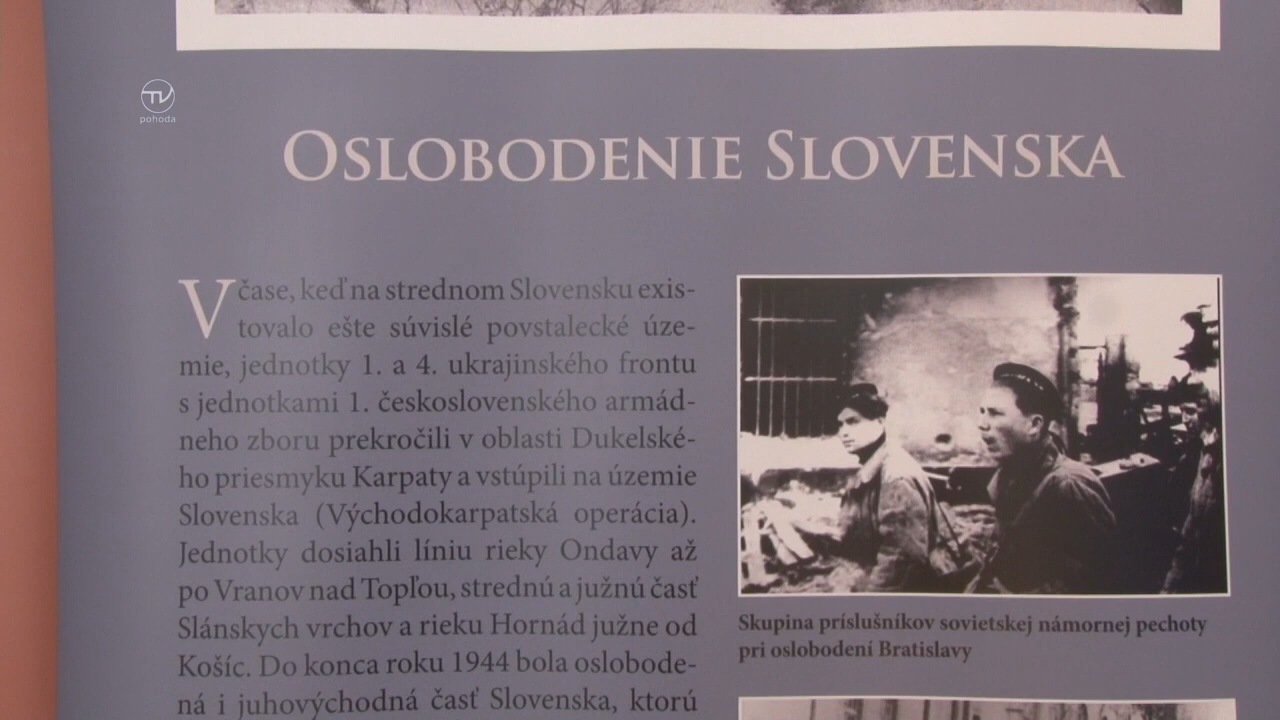 TV
pohoda
OSLOBODENIE SLOVENSKA
V čase, keď na strednom Slovensku exis-
tovalo ešte súvislé povstalecké úze-
mie, jednotky 1. a 4. ukrajinského frontu
s jednotkami 1. československého armád-
neho zboru prekročili v oblasti Dukelské-
ho priesmyku Karpaty a vstúpili na územie
Slovenska (Východokarpatská operácia).
Jednotky dosiahli líniu rieky Ondavy až
po Vranov nad Topľou, strednú a južnú časť
Slánskych vrchov a rieku Hornád južne od
Košíc. Do konca roku 1944 bola oslobode-
ná i juhovýchodná časť Slovenska, ktorú
Skupina príslušníkov sovietskej námornej pechoty
pri oslobodení Bratislavy